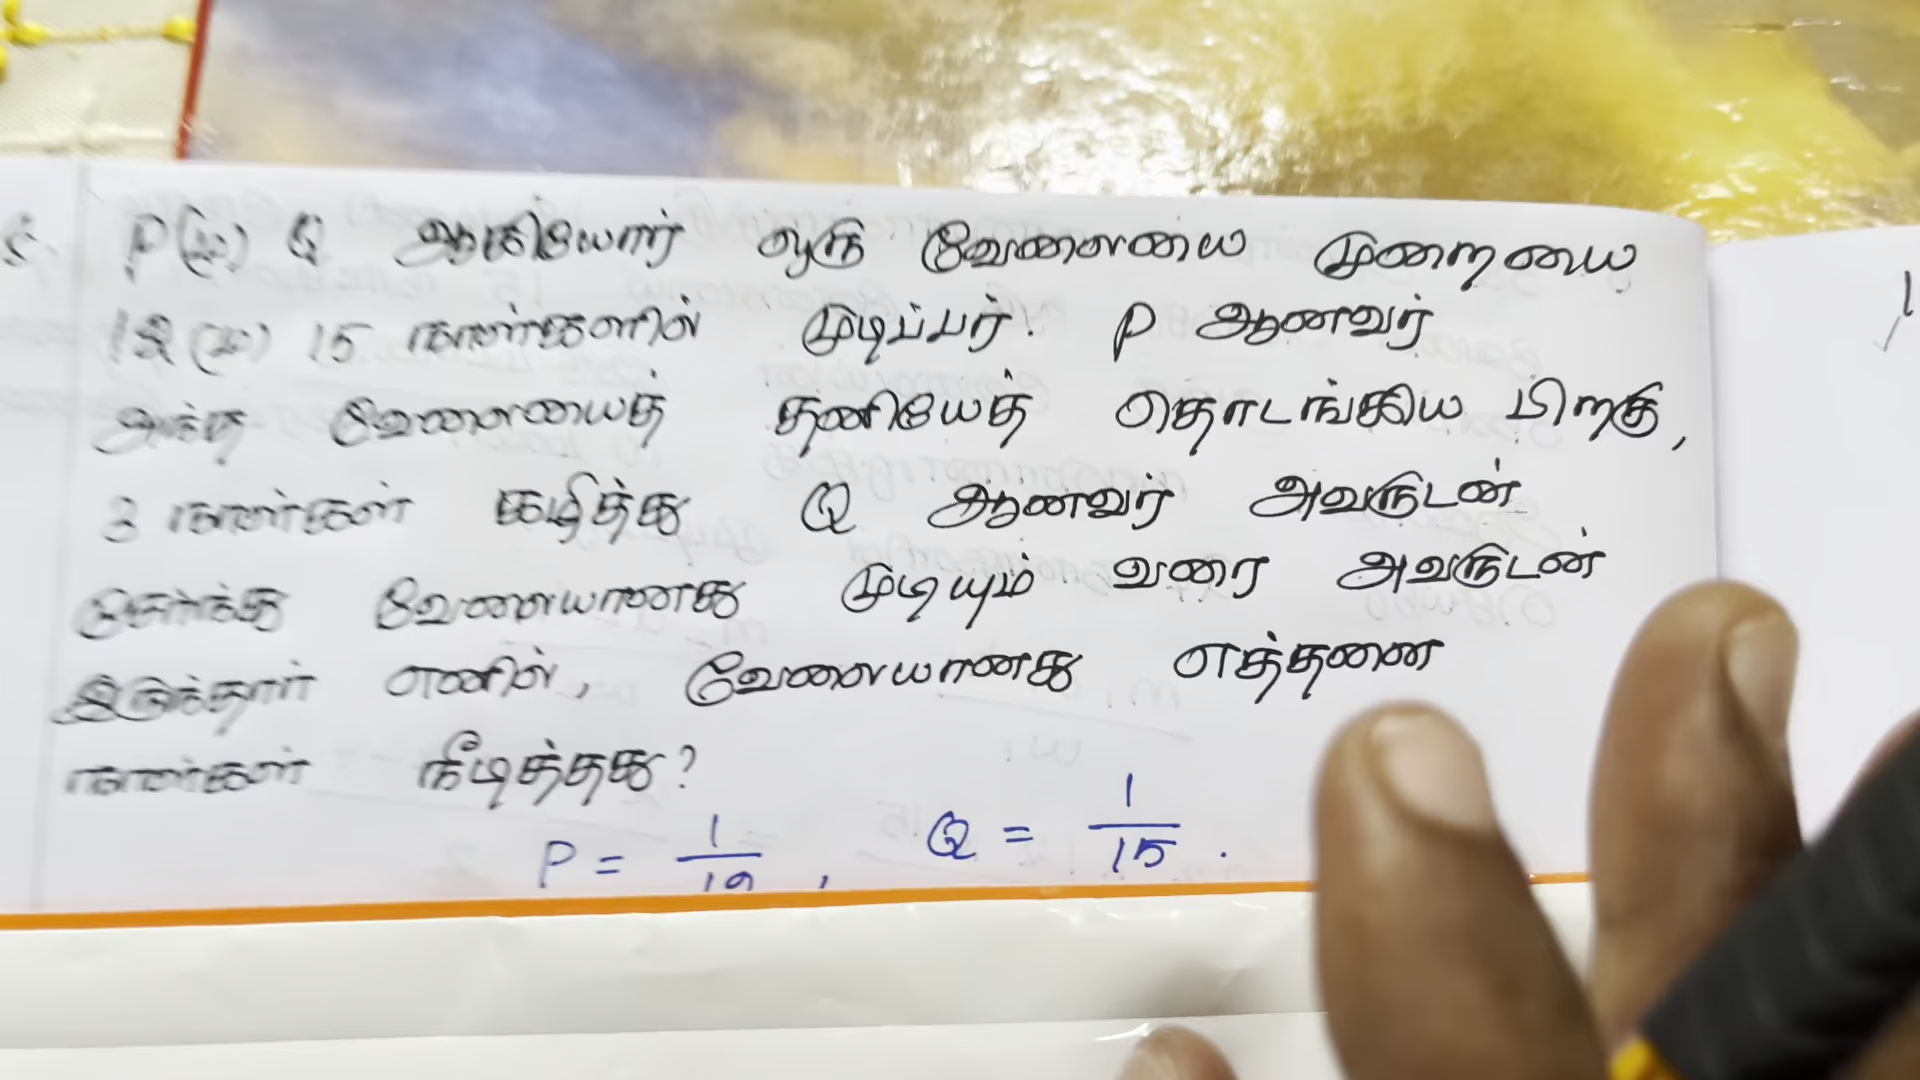 5. P(ம) Q ஆகியோர் ஒரு வேலையை முறையை
12 (ம) 15 நாள்களில் முடிப்பர். P ஆனவர்
அந்த வேலையைத் தனியேத் தொடங்கிய பிறகு,
3 நாள்கள் கழித்து Q ஆனவர் அவருடன்
சேர்ந்து வேலையானது முடியும் வரை அவருடன்
இருந்தார் எனில், வேலையானது எத்தனை
நாள்கள் நீடித்தது?
P = 1/12, Q = 1/15.